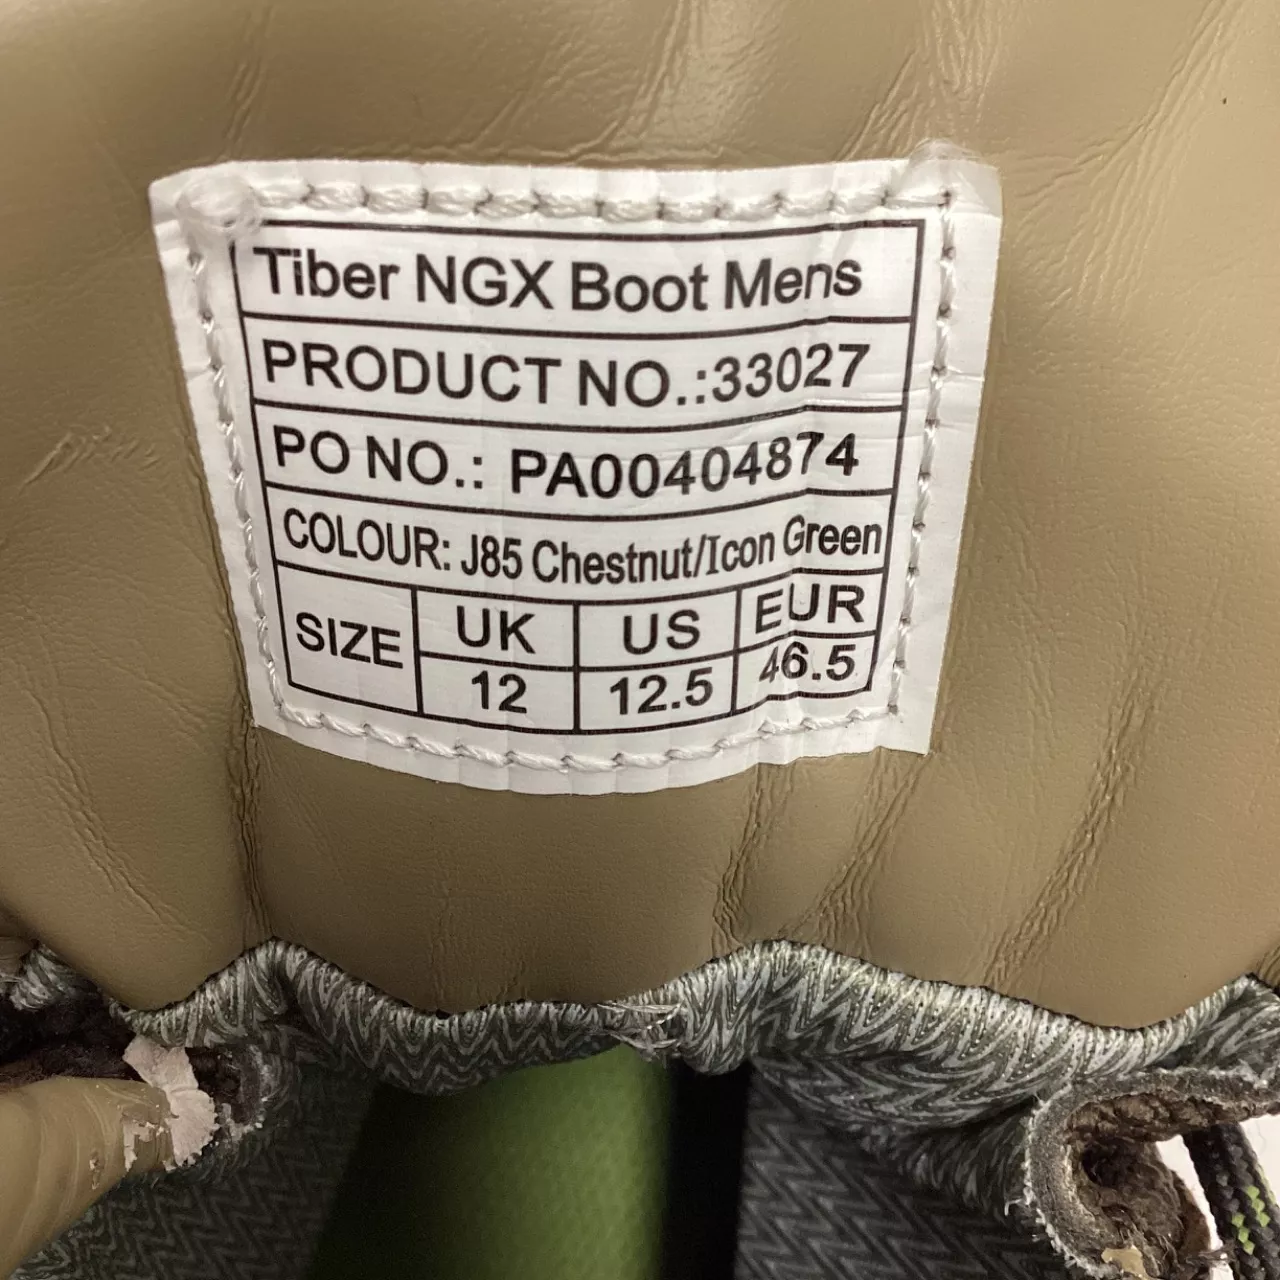 Tiber NGX Boot Mens
PRODUCT NO.:33027
PO NO.: PA00404874
COLOUR: J85 Chestnut/Icon Green
SIZE UK US EUR
12 12.5 46.5